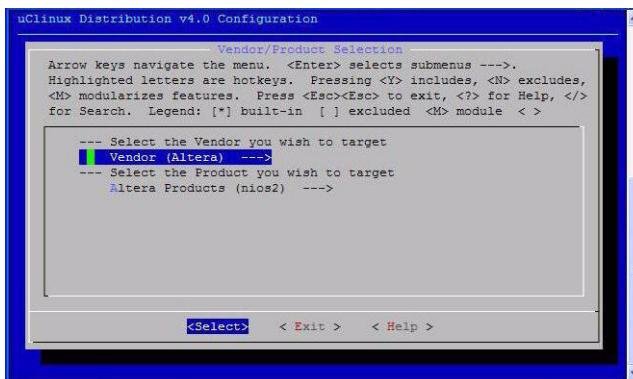 uClinux Distribution v4.0 Configuration
Vendor/Product Selection
Arrow keys navigate the menu.  <Enter> selects submenus --->.
Highlighted letters are hotkeys.  Pressing <Y> includes, <N> excludes,
<M> modularizes features.  Press <Esc><Esc> to exit, <?> for Help, </>
for Search.  Legend: [*] built-in  [ ] excluded  <M> module  < >
--- Select the Vendor you wish to target
Vendor (Altera)  --->
--- Select the Product you wish to target
Altera Products (nios2)  --->
<Select>    < Exit >    < Help >